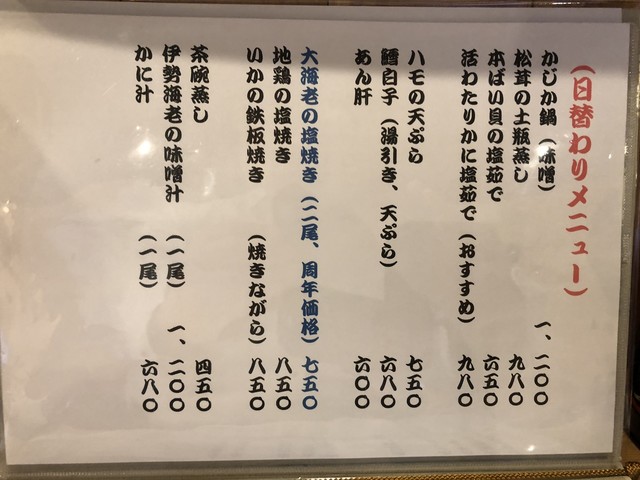 (日替わりメニュー)
かじか鍋(味噌) 一、二〇〇
松茸の土瓶蒸し 九八〇
本ばい貝の塩茹で 六五〇
活わたりかに塩茹で(おすすめ) 九八〇
ハモの天ぷら 七五〇
鱈白子(湯引き、天ぷら) 六八〇
あん肝 六〇〇
大海老の塩焼き(二尾、周年価格) 七五〇
地鶏の塩焼き 八五〇
いかの鉄板焼き(焼きながら) 八五〇
茶碗蒸し 四五〇
伊勢海老の味噌汁(一尾) 一、二〇〇
かに汁(一尾) 六八〇